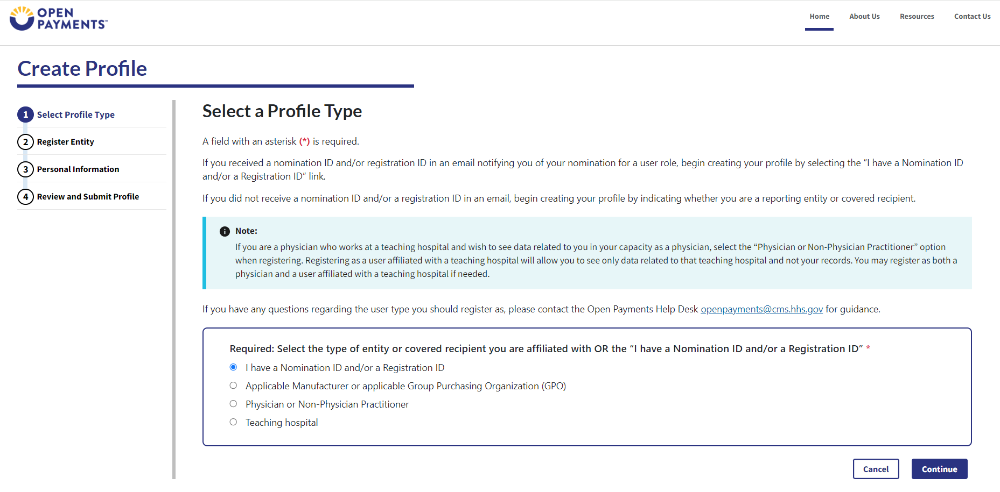 OPEN
PAYMENTS™
Home
About Us
Resources
Contact Us
Create Profile
1 Select Profile Type
2 Register Entity
3 Personal Information
4 Review and Submit Profile
Select a Profile Type
A field with an asterisk (*) is required.
If you received a nomination ID and/or registration ID in an email notifying you of your nomination for a user role, begin creating your profile by selecting the “I have a Nomination ID
and/or a Registration ID” link.
If you did not receive a nomination ID and/or a registration ID in an email, begin creating your profile by indicating whether you are a reporting entity or covered recipient.
Note:
If you are a physician who works at a teaching hospital and wish to see data related to you in your capacity as a physician, select the “Physician or Non-Physician Practitioner” option
when registering. Registering as a user affiliated with a teaching hospital will allow you to see only data related to that teaching hospital and not your records. You may register as both a
physician and a user affiliated with a teaching hospital if needed.
If you have any questions regarding the user type you should register as, please contact the Open Payments Help Desk openpayments@cms.hhs.gov for guidance.
Required: Select the type of entity or covered recipient you are affiliated with OR the “I have a Nomination ID and/or a Registration ID” *
I have a Nomination ID and/or a Registration ID
Applicable Manufacturer or applicable Group Purchasing Organization (GPO)
Physician or Non-Physician Practitioner
Teaching hospital
Cancel
Continue